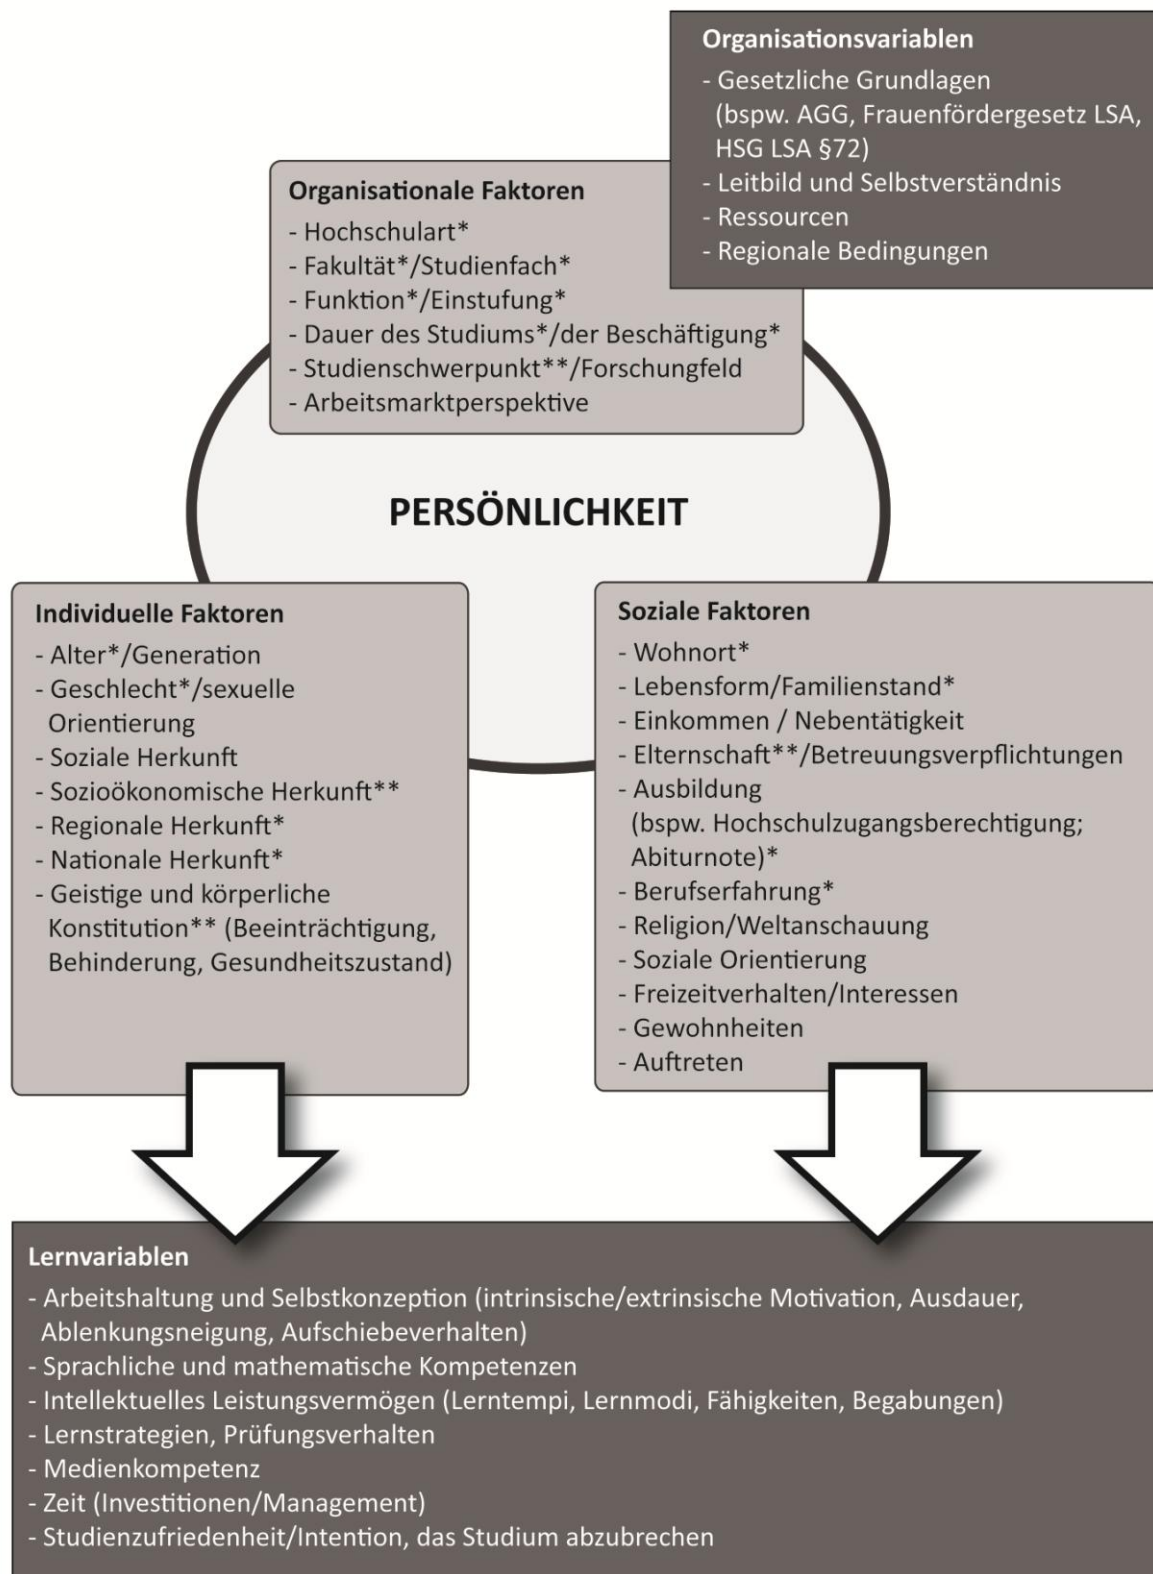 Organisationsvariablen
- Gesetzliche Grundlagen
(bspw. AGG, Frauenfördergesetz LSA,
HSG LSA §72)
- Leitbild und Selbstverständnis
- Ressourcen
- Regionale Bedingungen
Organisationale Faktoren
- Hochschulart*
- Fakultät*/Studienfach*
- Funktion*/Einstufung*
- Dauer des Studiums*/der Beschäftigung*
- Studienschwerpunkt**/Forschungfeld
- Arbeitsmarktperspektive
PERSÖNLICHKEIT
Individuelle Faktoren
- Alter*/Generation
- Geschlecht*/sexuelle
Orientierung
- Soziale Herkunft
- Sozioökonomische Herkunft**
- Regionale Herkunft*
- Nationale Herkunft*
- Geistige und körperliche
Konstitution** (Beeinträchtigung,
Behinderung, Gesundheitszustand)
Soziale Faktoren
- Wohnort*
- Lebensform/Familienstand*
- Einkommen / Nebentätigkeit
- Elternschaft**/Betreuungsverpflichtungen
- Ausbildung
(bspw. Hochschulzugangsberechtigung;
Abiturnote)*
- Berufserfahrung*
- Religion/Weltanschauung
- Soziale Orientierung
- Freizeitverhalten/Interessen
- Gewohnheiten
- Auftreten
Lernvariablen
- Arbeitshaltung und Selbstkonzeption (intrinsische/extrinsische Motivation, Ausdauer,
Ablenkungsneigung, Aufschiebeverhalten)
- Sprachliche und mathematische Kompetenzen
- Intellektuelles Leistungsvermögen (Lerntempi, Lernmodi, Fähigkeiten, Begabungen)
- Lernstrategien, Prüfungsverhalten
- Medienkompetenz
- Zeit (Investitionen/Management)
- Studienzufriedenheit/Intention, das Studium abzubrechen